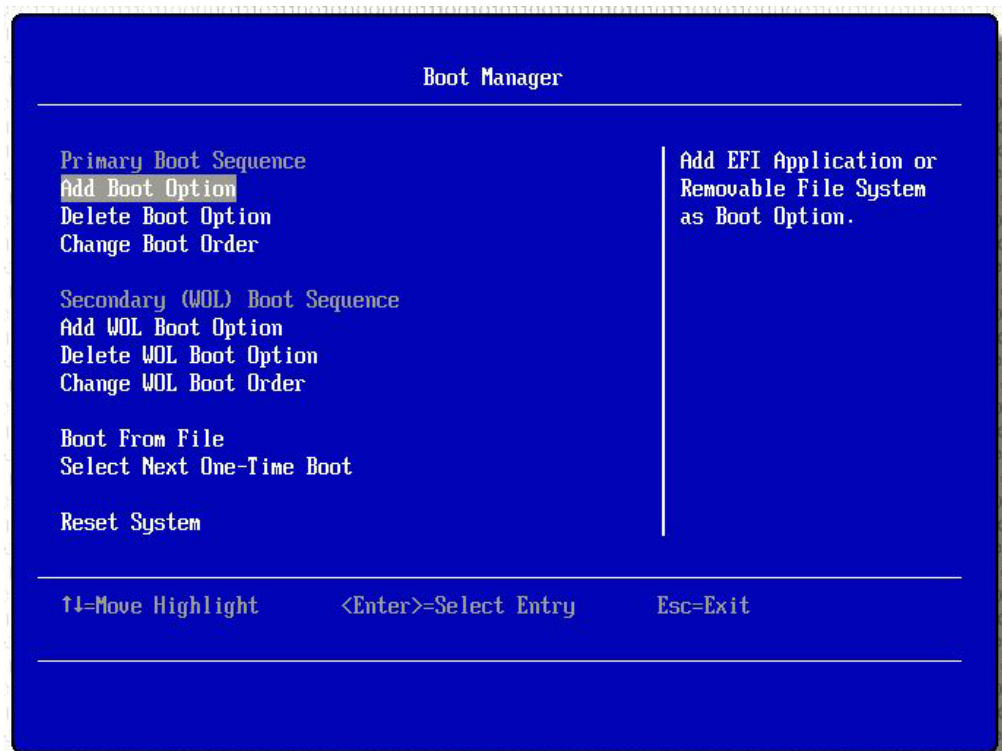 Boot Manager
Primary Boot Sequence
Add Boot Option
Delete Boot Option
Change Boot Order
Secondary (WOL) Boot Sequence
Add WOL Boot Option
Delete WOL Boot Option
Change WOL Boot Order
Boot From File
Select Next One-Time Boot
Reset System
Add EFI Application or
Removable File System
as Boot Option.
↑↓=Move Highlight <Enter>=Select Entry Esc=Exit